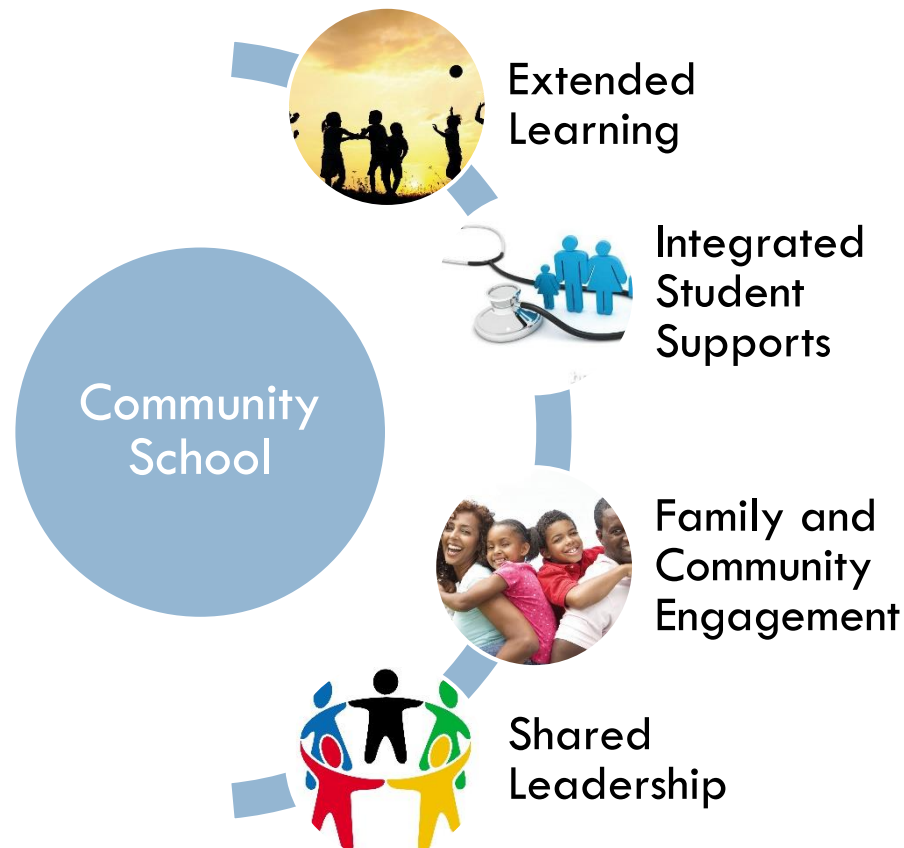 Extended
Learning
Integrated
Student
Supports
Community
School
Family and
Community
Engagement
Shared
Leadership